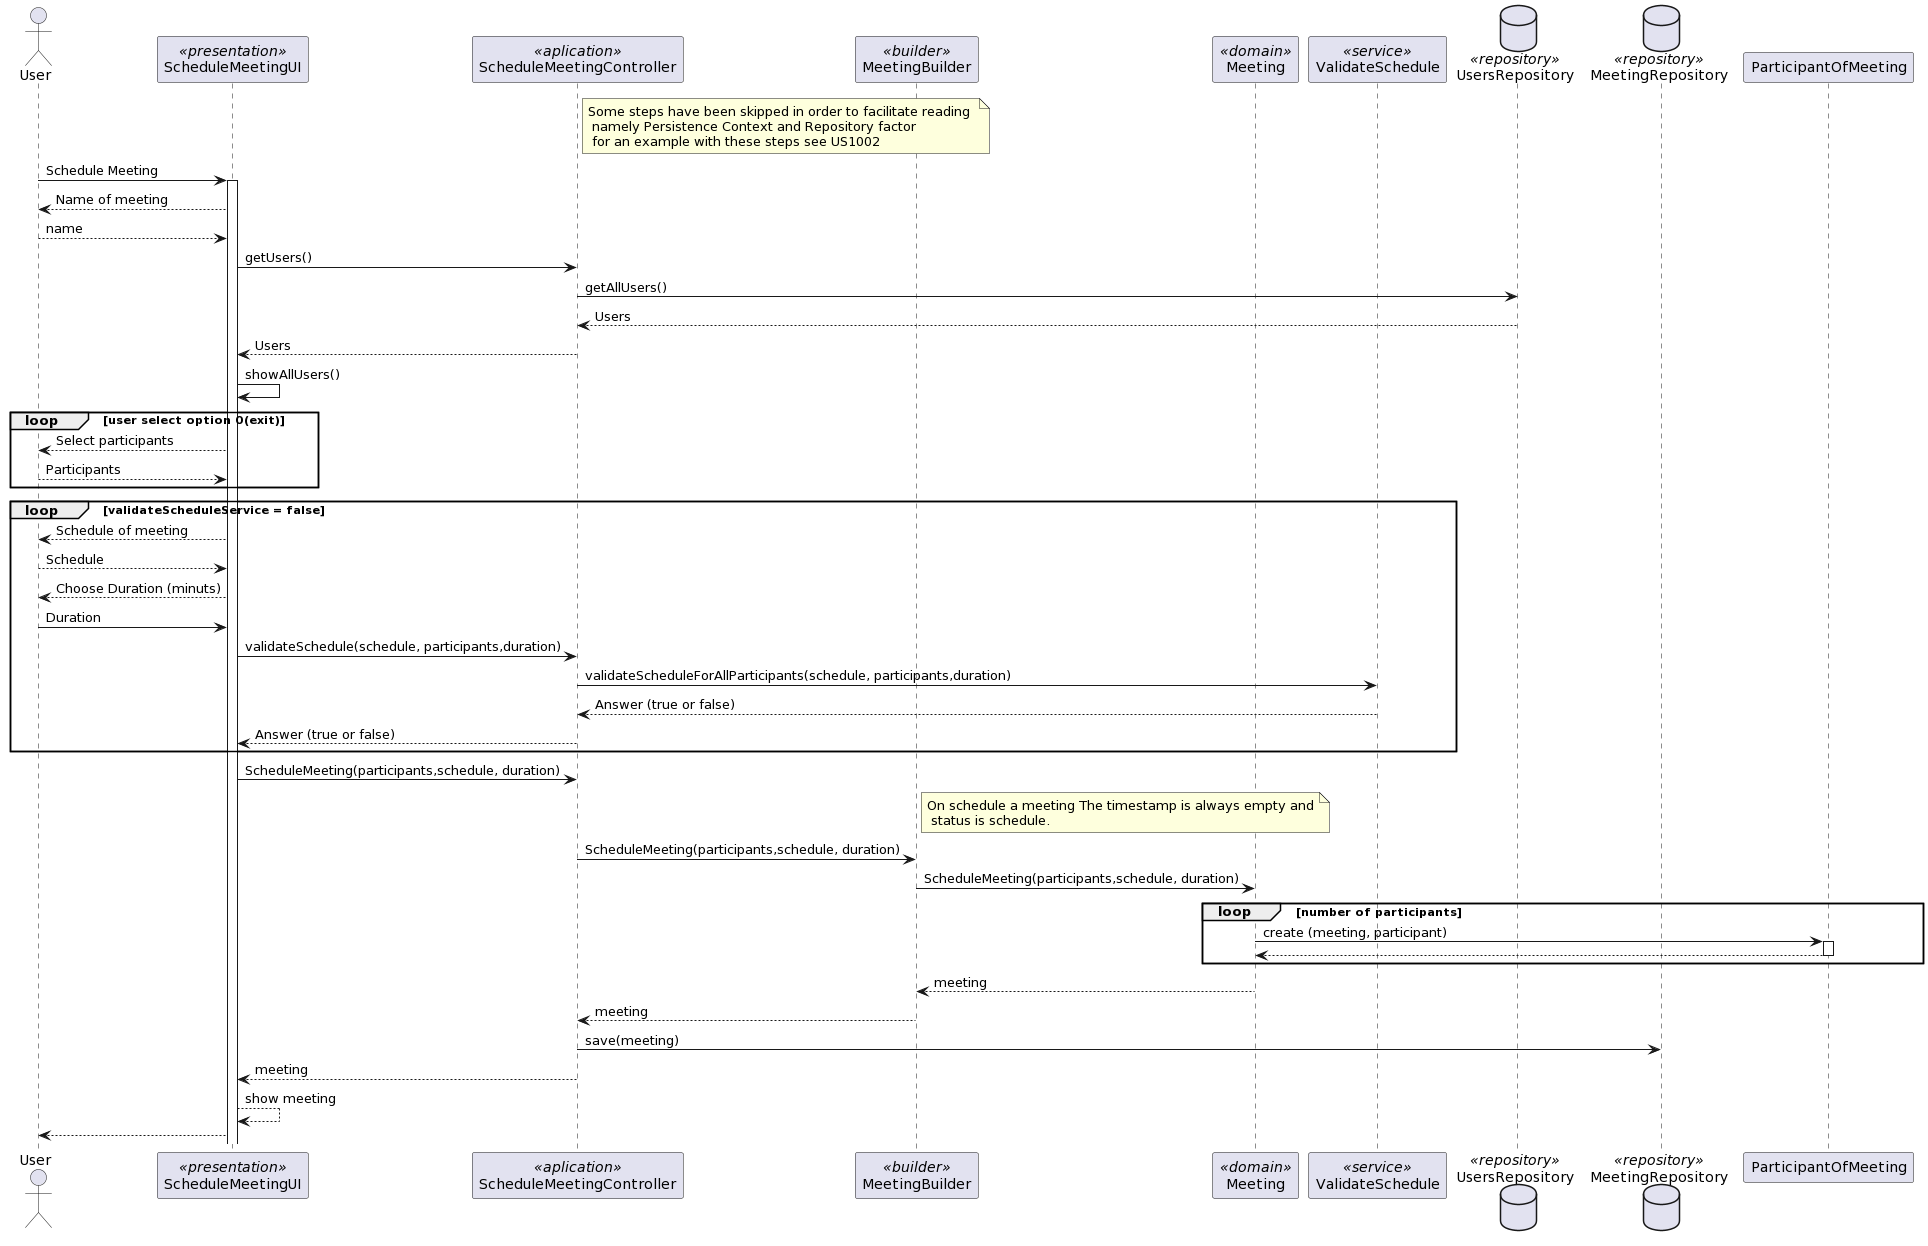 User
«presentation»
ScheduleMeetingUI
«aplication»
ScheduleMeetingController
«builder»
MeetingBuilder
«domain»
Meeting
«service»
ValidateSchedule
«repository»
UsersRepository
«repository»
MeetingRepository
ParticipantOfMeeting
Some steps have been skipped in order to facilitate reading
namely Persistence Context and Repository factor
for an example with these steps see US1002
Schedule Meeting
Name of meeting
name
getUsers()
getAllUsers()
Users
Users
showAllUsers()
loop [user select option 0(exit)]
Select participants
Participants
loop [validateScheduleService = false]
Schedule of meeting
Schedule
Choose Duration (minuts)
Duration
validateSchedule(schedule, participants,duration)
validateScheduleForAllParticipants(schedule, participants,duration)
Answer (true or false)
Answer (true or false)
ScheduleMeeting(participants,schedule, duration)
On schedule a meeting The timestamp is always empty and
status is schedule.
ScheduleMeeting(participants,schedule, duration)
ScheduleMeeting(participants,schedule, duration)
loop [number of participants]
create (meeting, participant)
meeting
meeting
save(meeting)
meeting
show meeting
User
«presentation»
ScheduleMeetingUI
«aplication»
ScheduleMeetingController
«builder»
MeetingBuilder
«domain»
Meeting
«service»
ValidateSchedule
«repository»
UsersRepository
«repository»
MeetingRepository
ParticipantOfMeeting